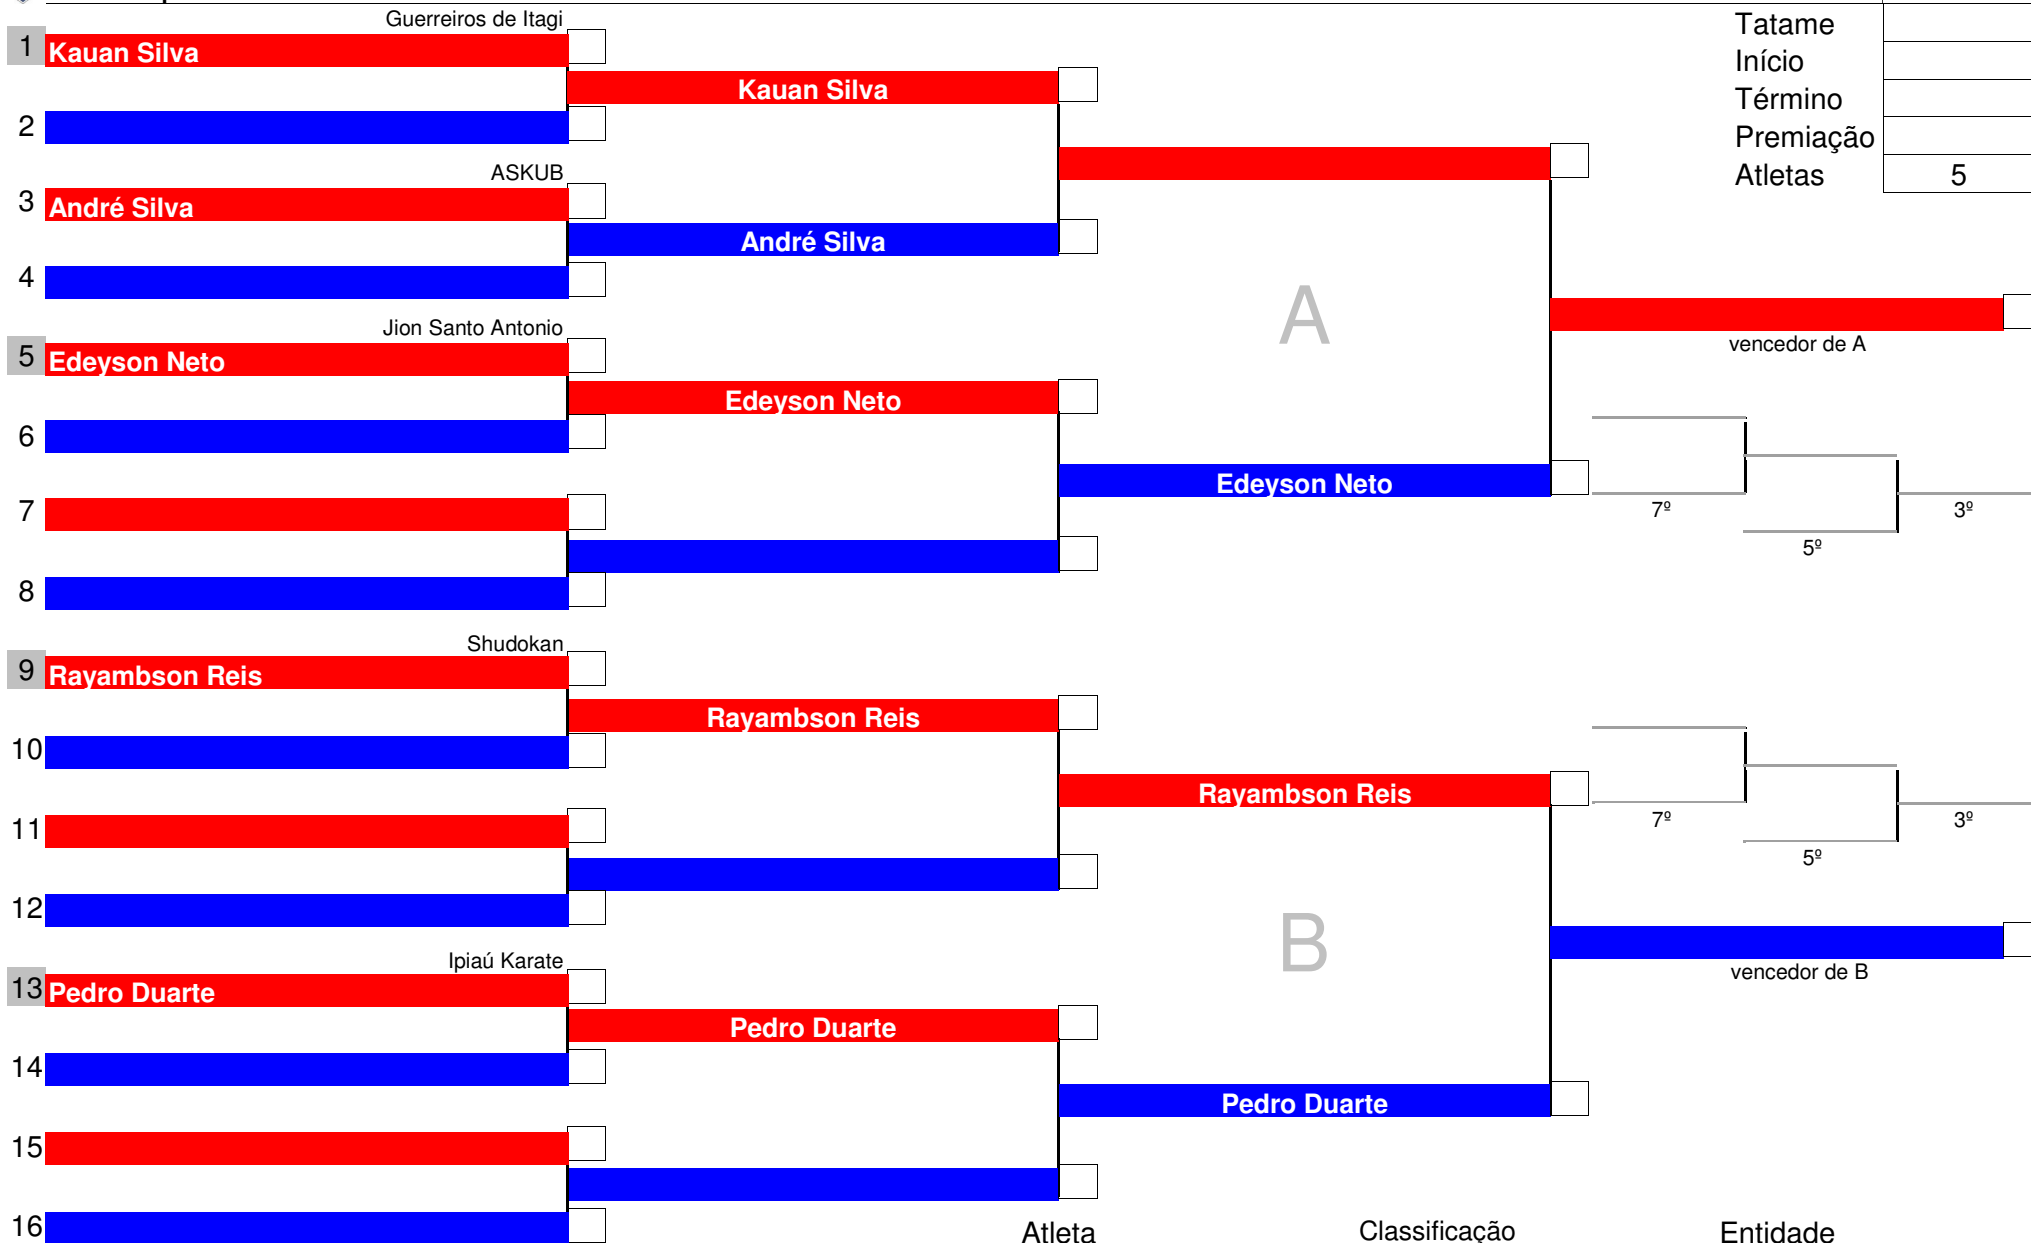 Guerreiros de Itagi
1 Kauan Silva
Kauan Silva
2
ASKUB
3 André Silva
André Silva
4
Jion Santo Antonio
5 Edeyson Neto
Edeyson Neto
6
Edeyson Neto
7
8
Shudokan
9 Rayambson Reis
Rayambson Reis
10
Rayambson Reis
11
12
Ipiaú Karate
13 Pedro Duarte
Pedro Duarte
14
Pedro Duarte
15
16
A
B
Tatame
Início
Término
Premiação
Atletas 5
vencedor de A
7º
3º
5º
7º
3º
5º
vencedor de B
Atleta Classificação Entidade